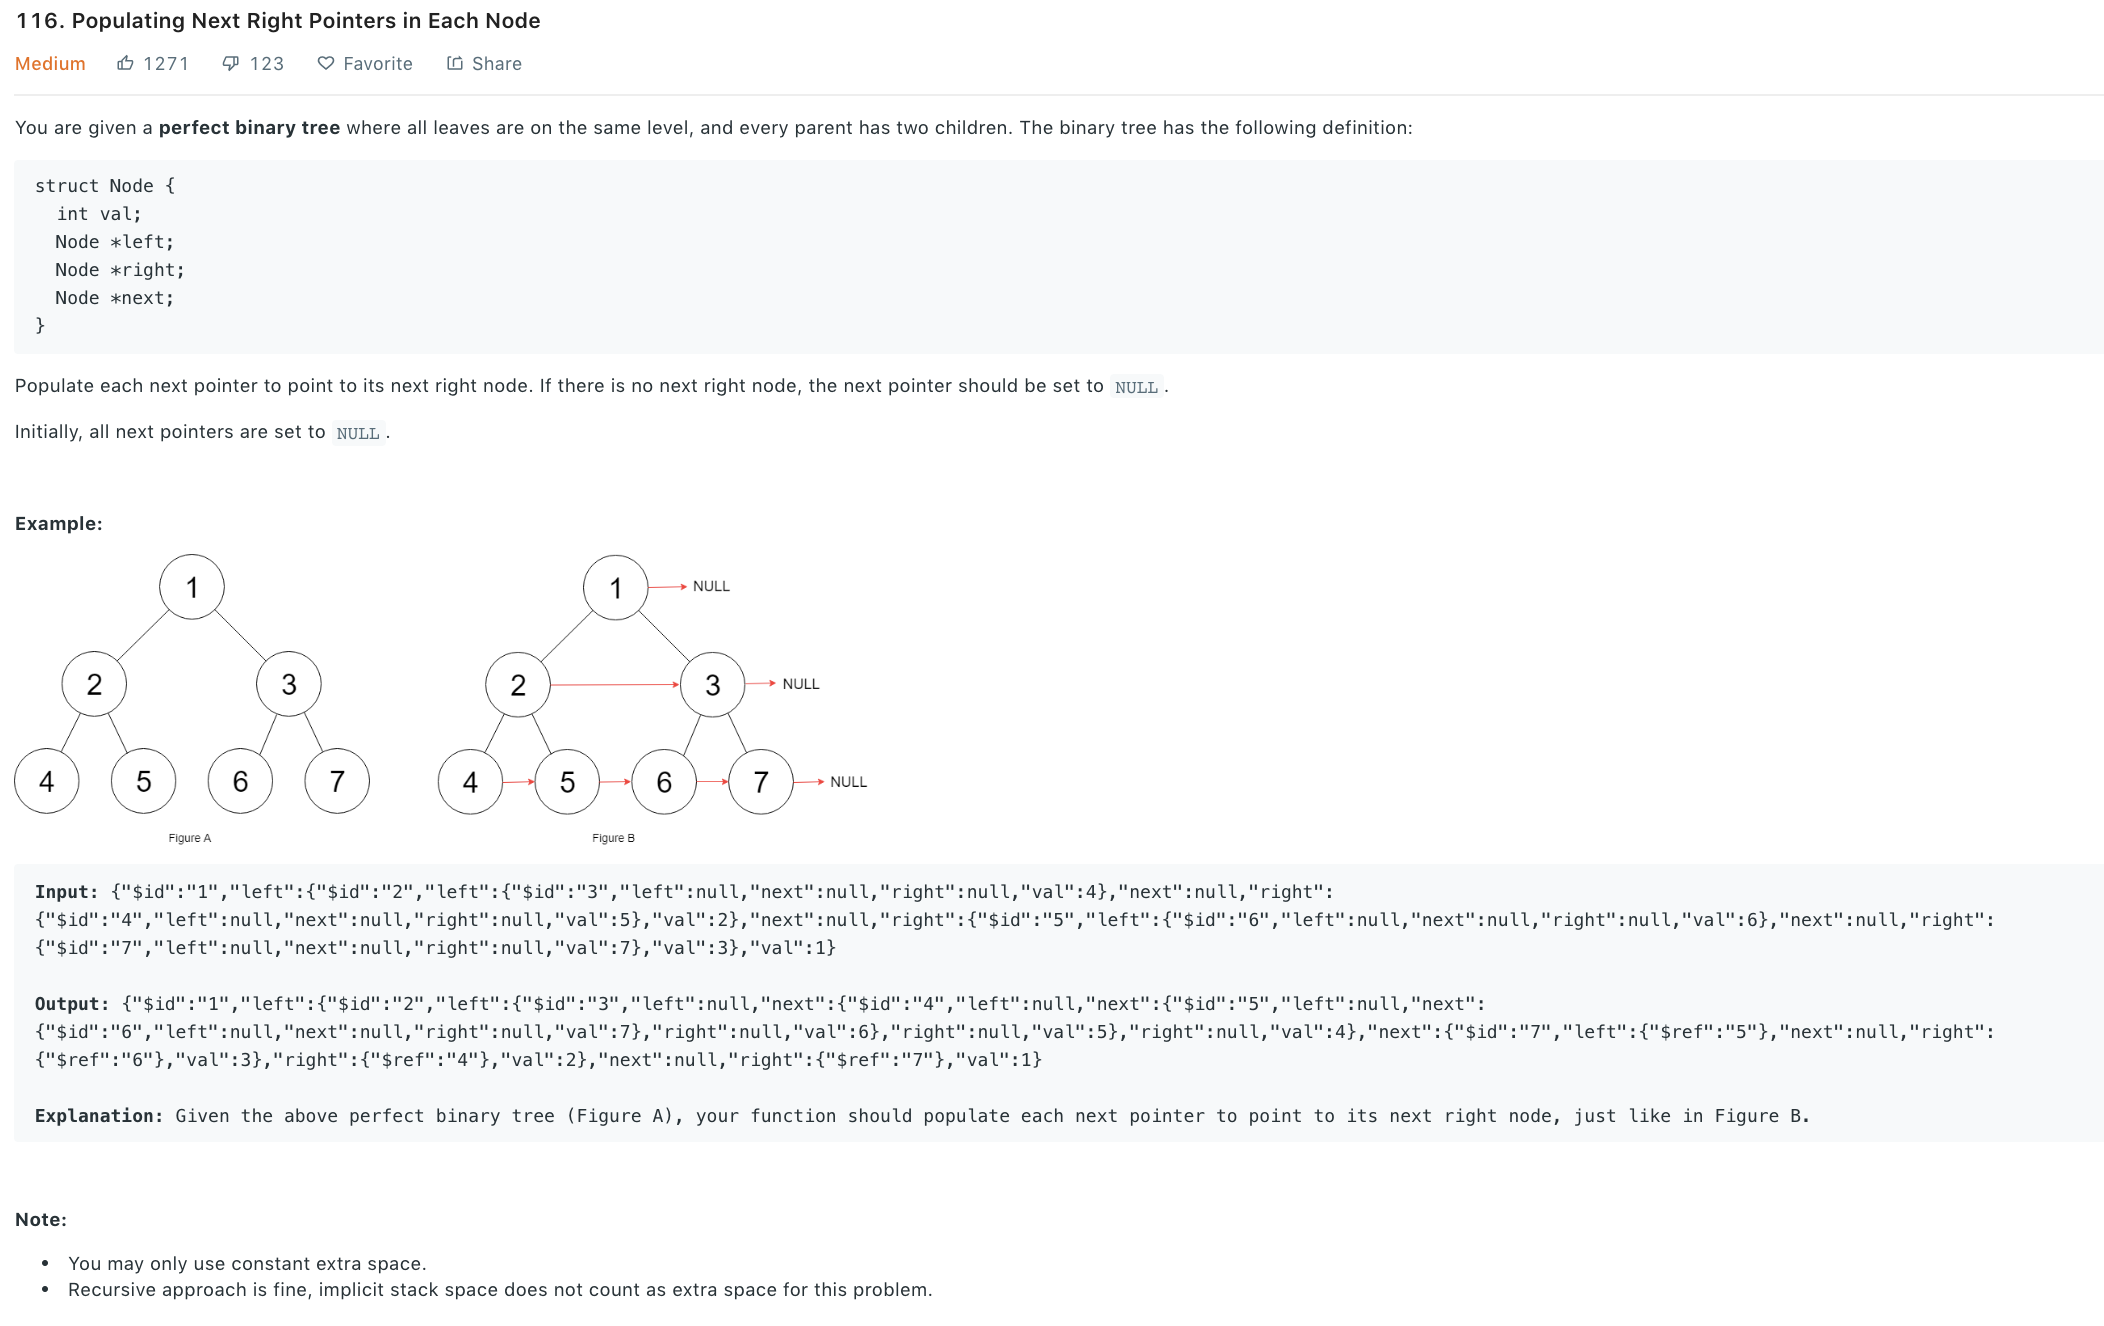 116. Populating Next Right Pointers in Each Node
Medium 1271 123 Favorite Share
You are given a perfect binary tree where all leaves are on the same level, and every parent has two children. The binary tree has the following definition:
struct Node {
  int val;
  Node *left;
  Node *right;
  Node *next;
}
Populate each next pointer to point to its next right node. If there is no next right node, the next pointer should be set to NULL.
Initially, all next pointers are set to NULL.
Example:
1
2 3
4 5 6 7
Figure A
1 NULL
2 3 NULL
4 5 6 7 NULL
Figure B
Input: {"$id":"1","left":{"$id":"2","left":{"$id":"3","left":null,"next":null,"right":null,"val":4},"next":null,"right":
{"$id":"4","left":null,"next":null,"right":null,"val":5},"val":2},"next":null,"right":{"$id":"5","left":{"$id":"6","left":null,"next":null,"right":null,"val":6},"next":null,"right":
{"$id":"7","left":null,"next":null,"right":null,"val":7},"val":3},"val":1}
Output: {"$id":"1","left":{"$id":"2","left":{"$id":"3","left":null,"next":{"$id":"4","left":null,"next":{"$id":"5","left":null,"next":
{"$id":"6","left":null,"next":null,"right":null,"val":7},"right":null,"val":6},"right":null,"val":5},"right":null,"val":4},"next":{"$id":"7","left":{"$ref":"5"},"next":null,"right":
{"$ref":"6"},"val":3},"right":{"$ref":"4"},"val":2},"next":null,"right":{"$ref":"7"},"val":1}
Explanation: Given the above perfect binary tree (Figure A), your function should populate each next pointer to point to its next right node, just like in Figure B.
Note:
• You may only use constant extra space.
• Recursive approach is fine, implicit stack space does not count as extra space for this problem.